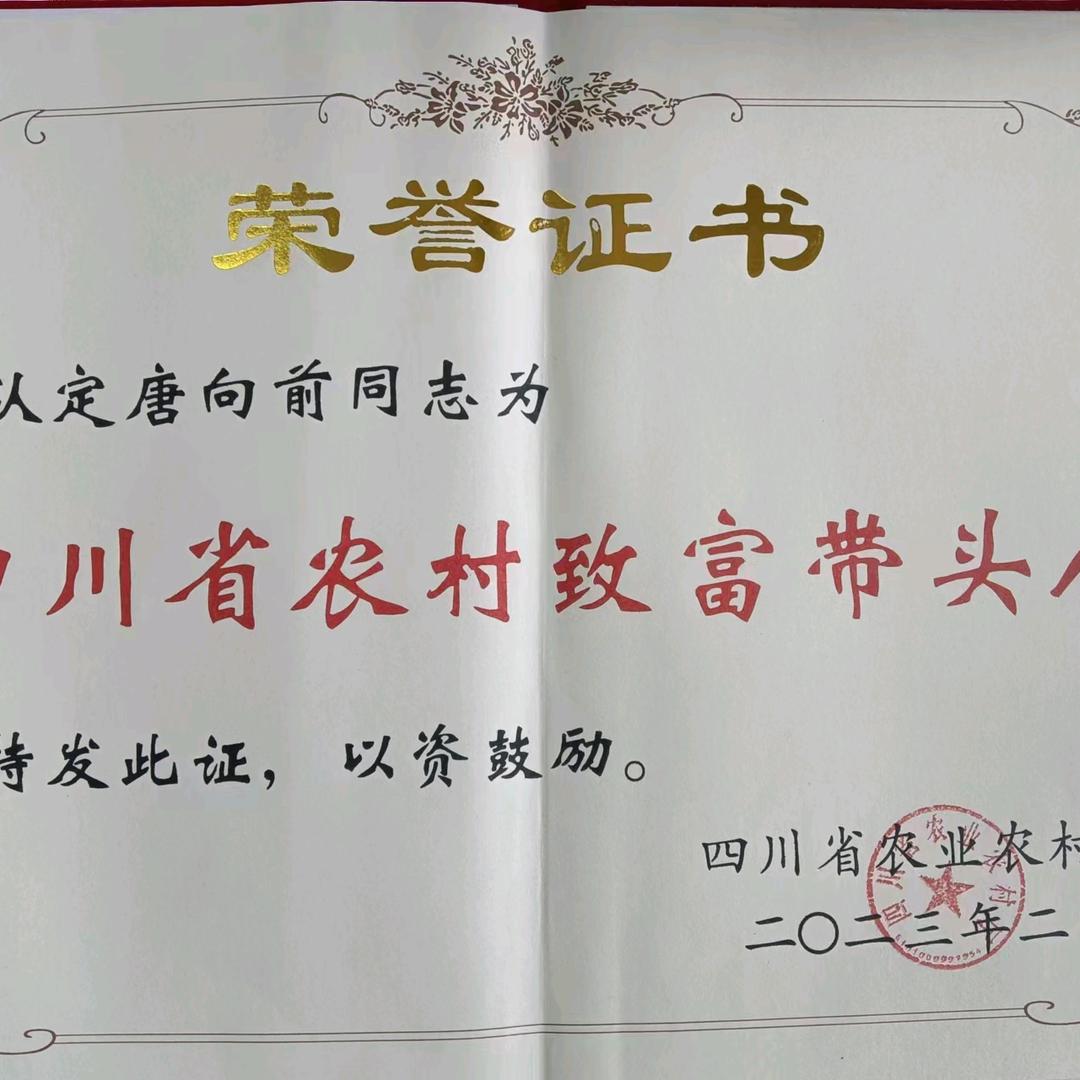 荣誉证书
认定唐向前同志为
四川省农村致富带头人
特发此证，以资鼓励。
四川省农业农村
二〇二三年二